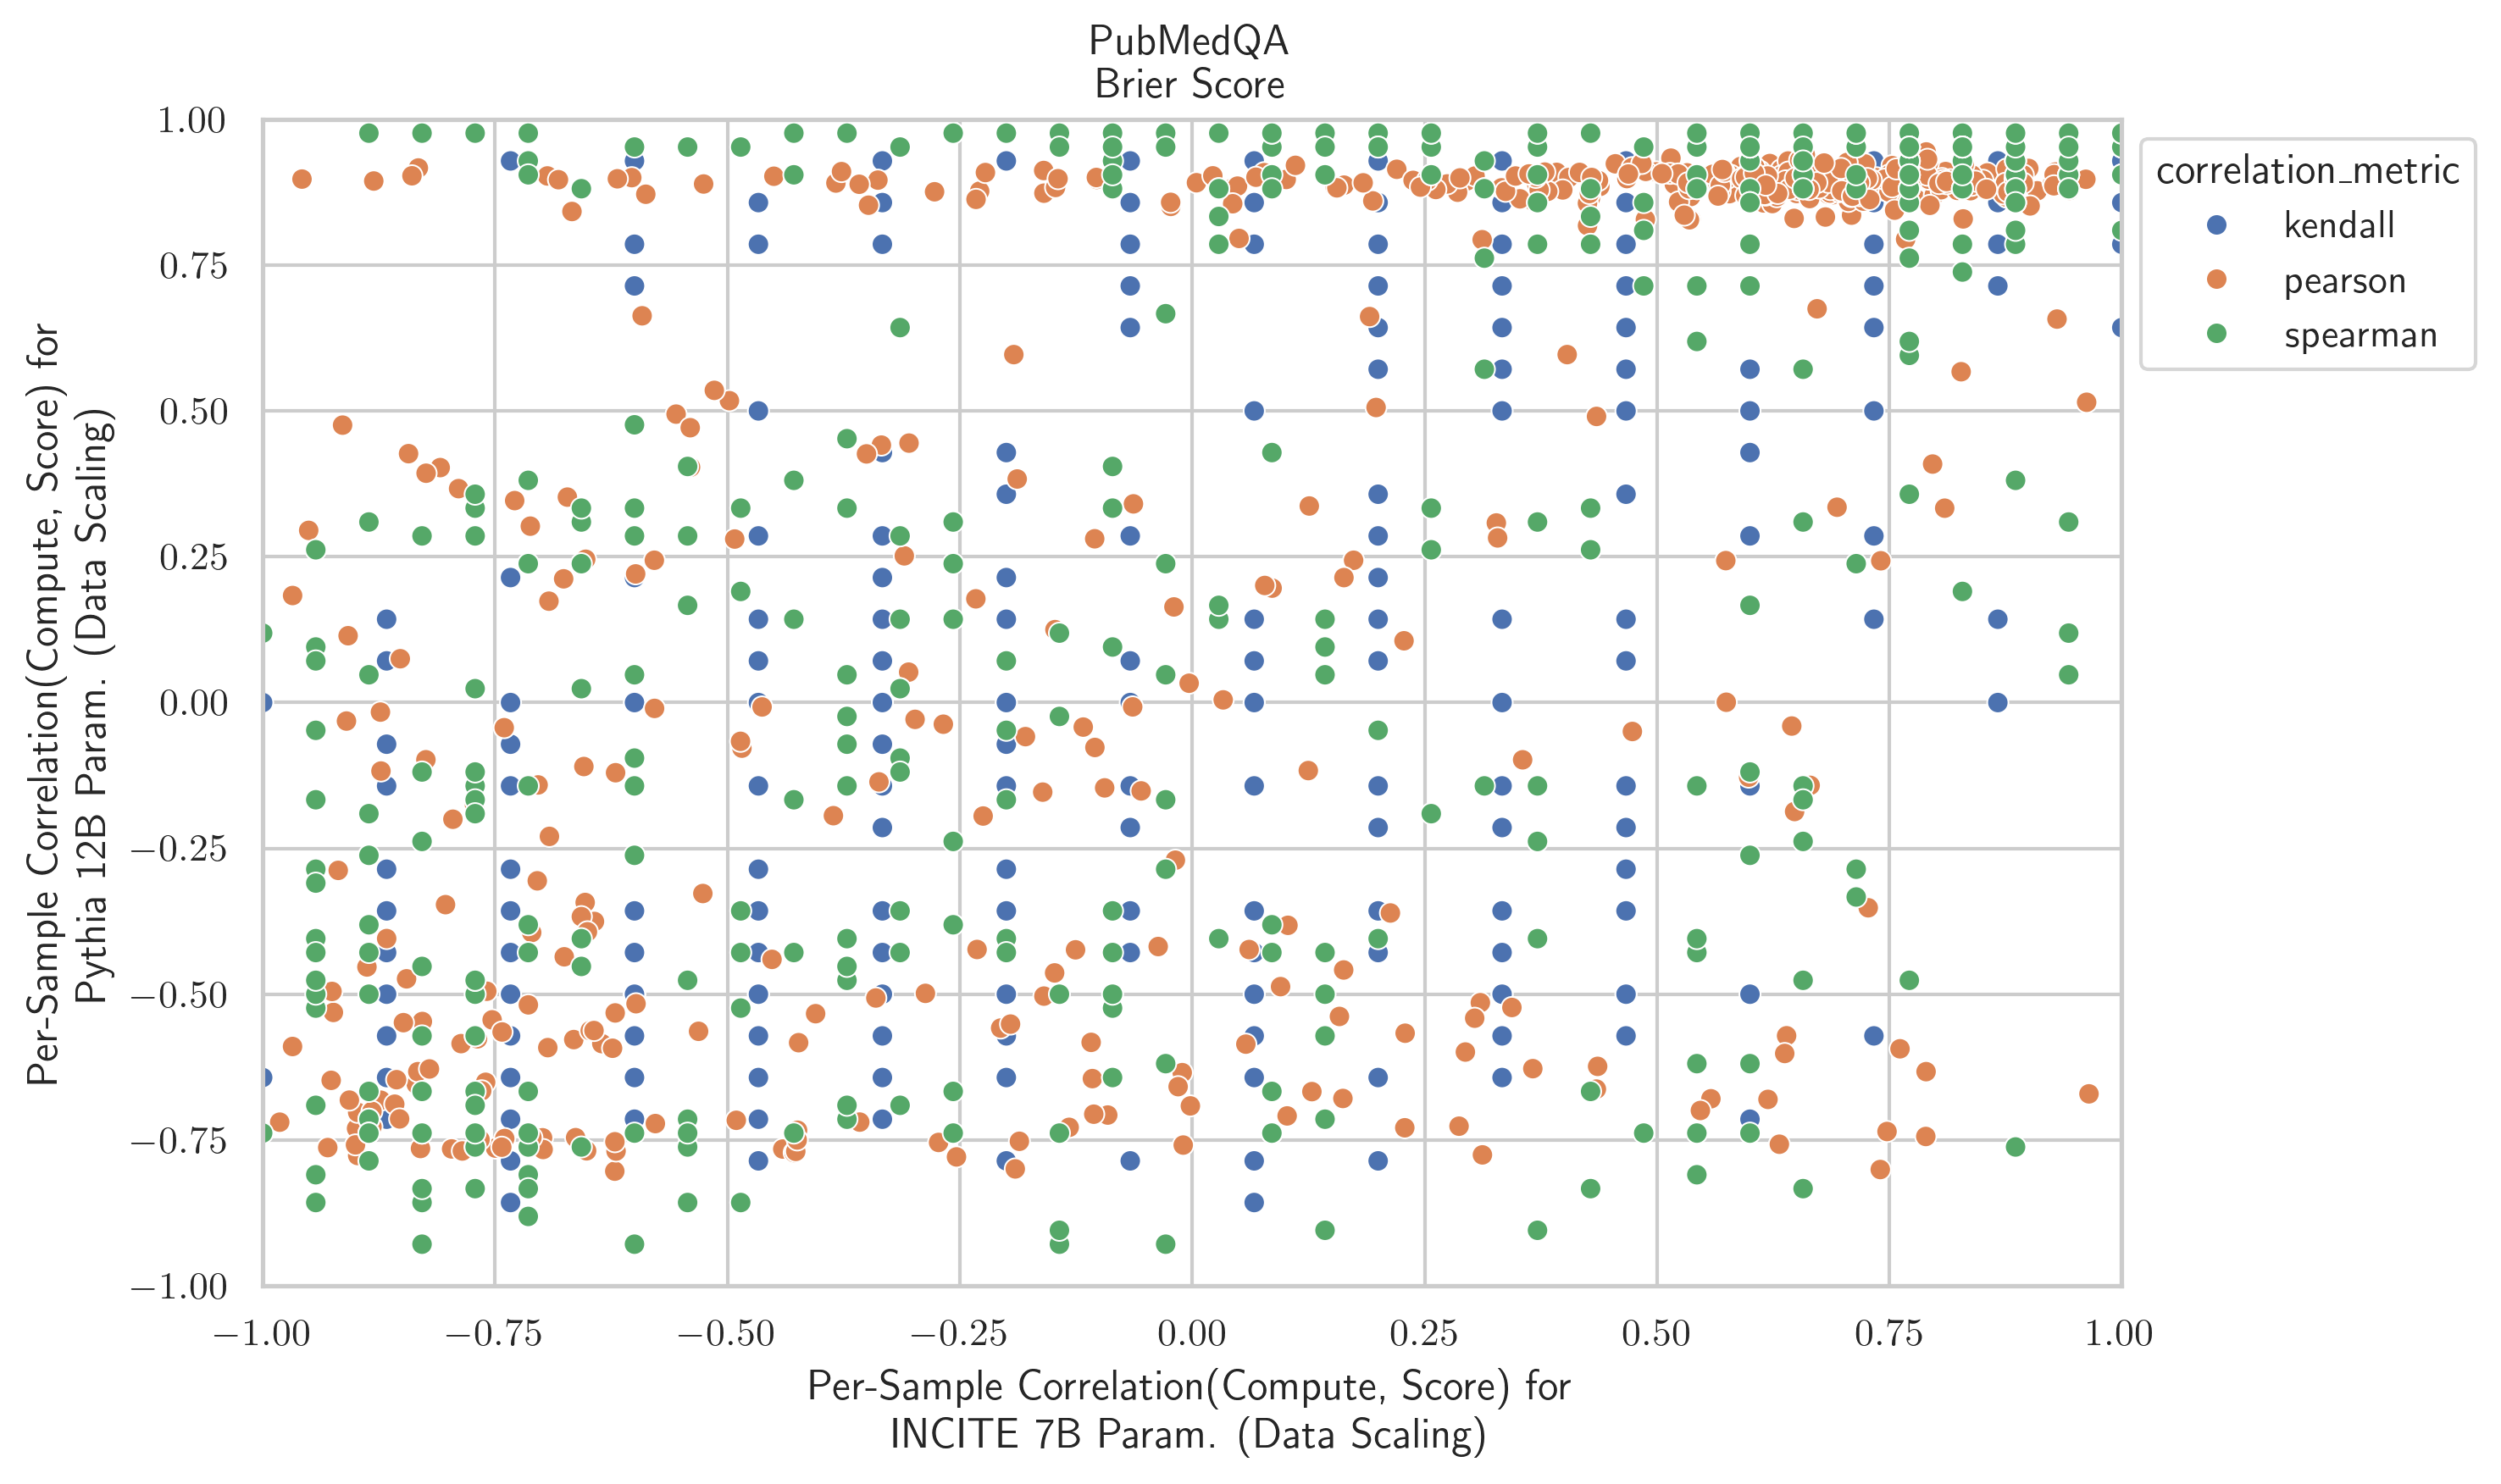 PubMedQA
Brier Score
Per-Sample Correlation(Compute, Score) for
Pythia 12B Param. (Data Scaling)
1.00
0.75
0.50
0.25
0.00
−0.25
−0.50
−0.75
−1.00
−1.00 −0.75 −0.50 −0.25 0.00 0.25 0.50 0.75 1.00
Per-Sample Correlation(Compute, Score) for
INCITE 7B Param. (Data Scaling)
correlation_metric
kendall
pearson
spearman